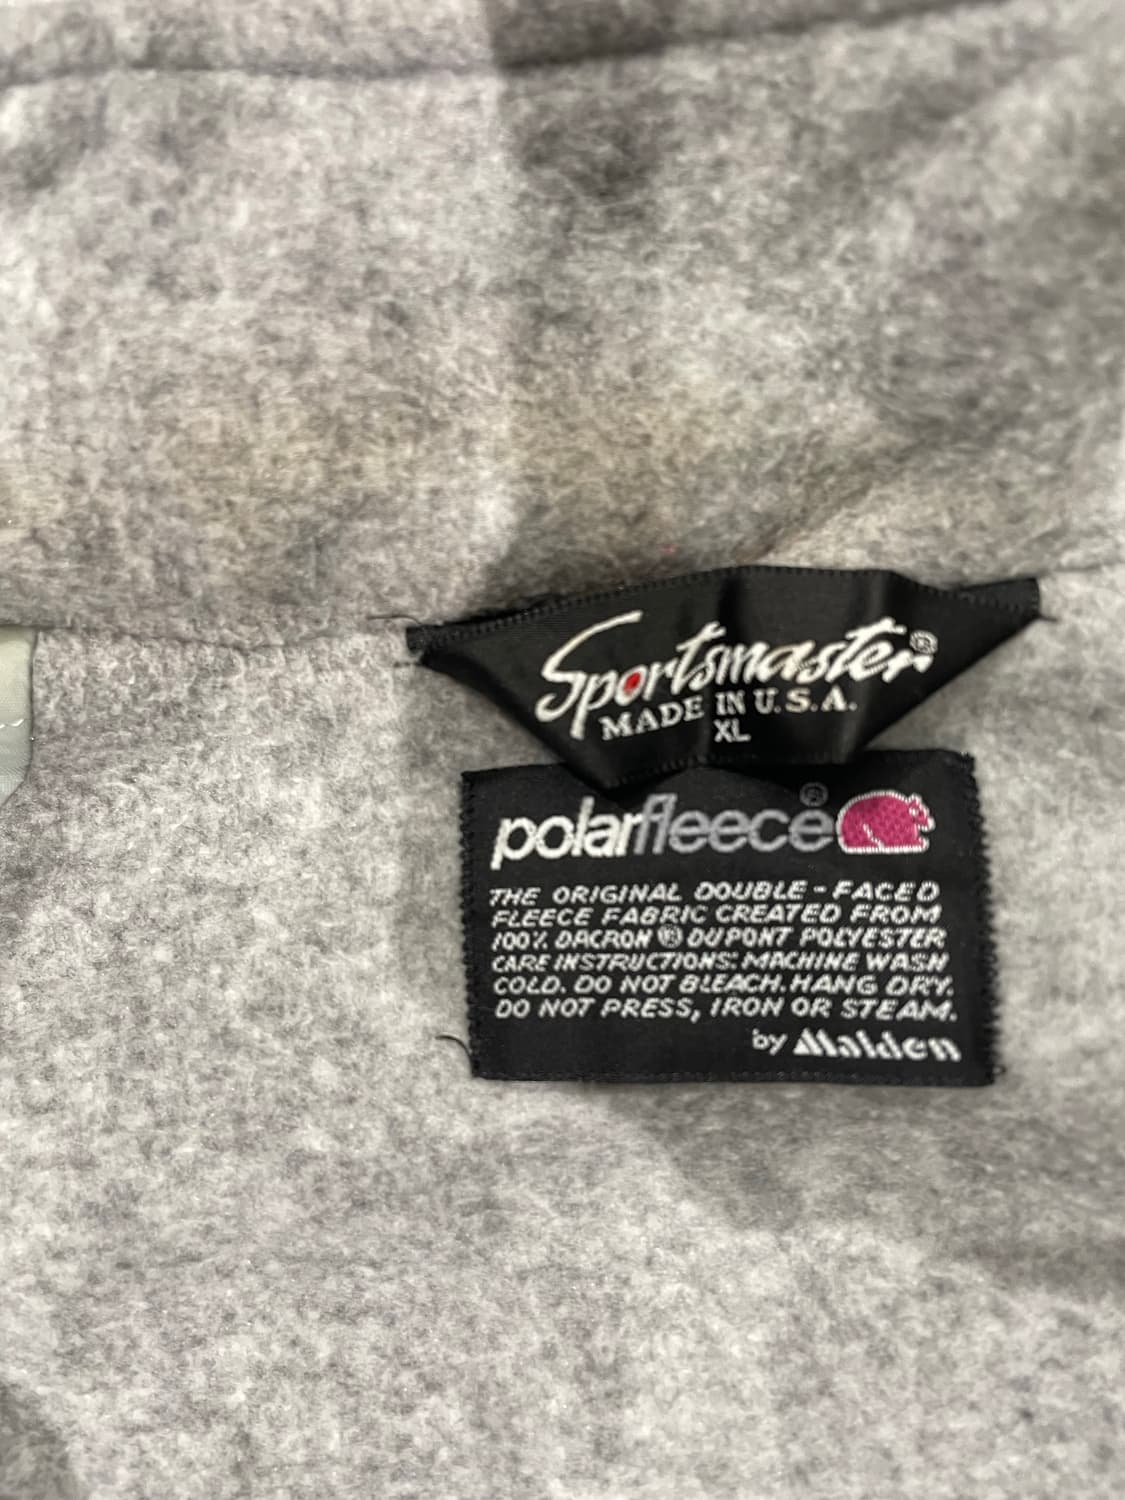 Sportsmaster®
MADE IN U.S.A.
XL
polarfleece®
THE ORIGINAL DOUBLE-FACED
FLEECE FABRIC CREATED FROM
100% DACRON ® DUPONT POLYESTER
CARE INSTRUCTIONS: MACHINE WASH
COLD. DO NOT BLEACH. HANG DRY.
DO NOT PRESS, IRON OR STEAM.
by Malden